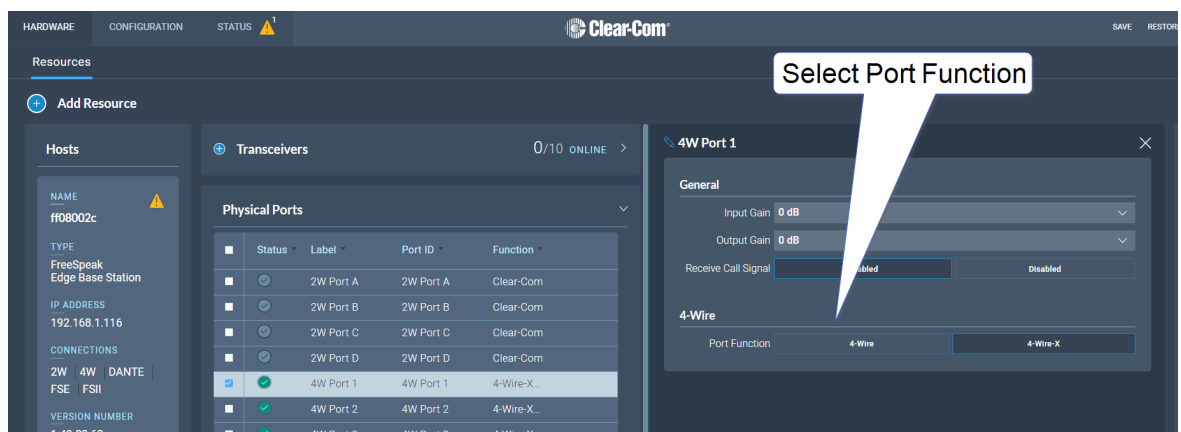 HARDWARE CONFIGURATION STATUS 1 Clear-Com SAVE RESTORE
Resources
Select Port Function
Add Resource
Hosts
NAME
ff08002c
TYPE
FreeSpeak
Edge Base Station
IP ADDRESS
192.168.1.116
CONNECTIONS
2W 4W DANTE
FSE FSII
VERSION NUMBER
Transceivers 0/10 ONLINE
Physical Ports
Status Label Port ID Function
2W Port A 2W Port A Clear-Com
2W Port B 2W Port B Clear-Com
2W Port C 2W Port C Clear-Com
2W Port D 2W Port D Clear-Com
4W Port 1 4W Port 1 4-Wire-X...
4W Port 2 4W Port 2 4-Wire-X...
4W Port 1
General
Input Gain 0 dB
Output Gain 0 dB
Receive Call Signal Disabled
4-Wire
Port Function 4-Wire 4-Wire-X